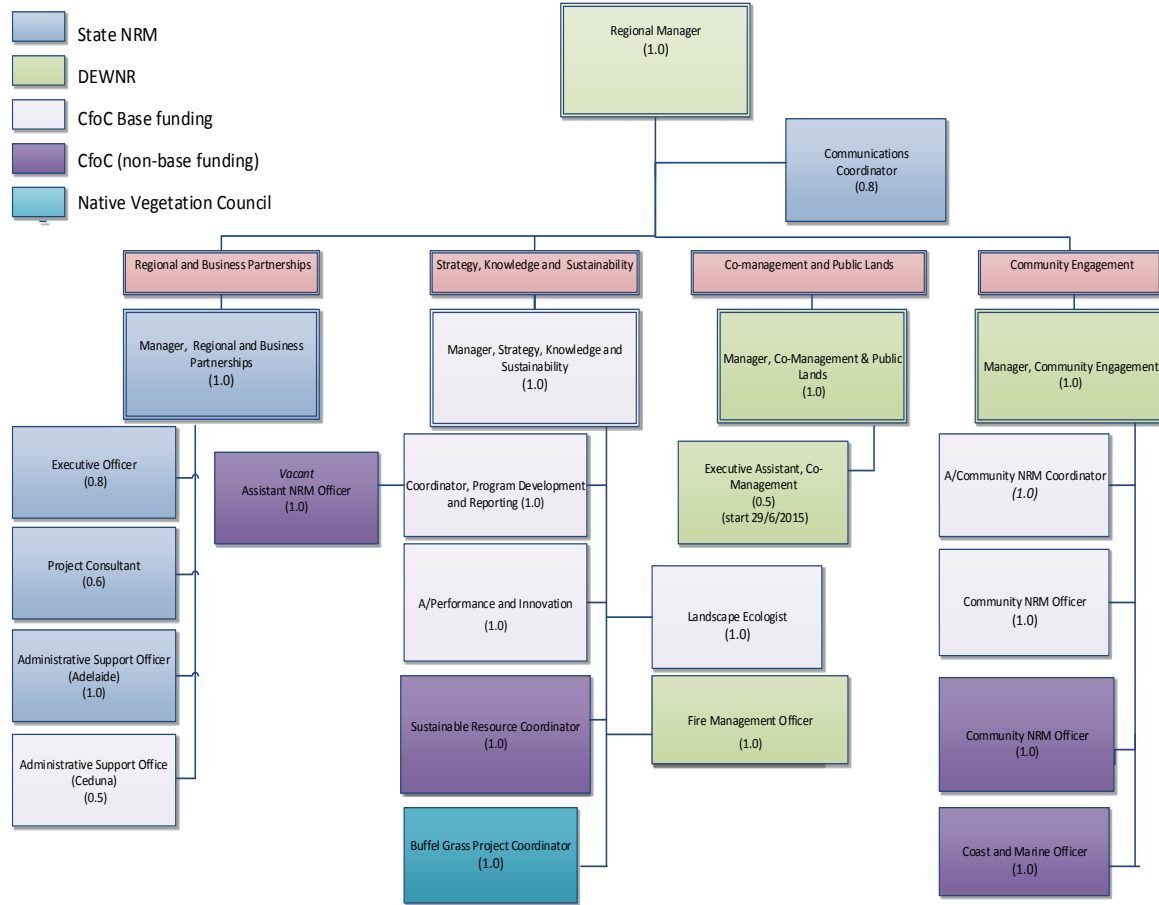 State NRM
DEWNR
CfoC Base funding
CfoC (non-base funding)
Native Vegetation Council
Regional Manager
(1.0)
Communications
Coordinator
(0.8)
Regional and Business Partnerships
Strategy, Knowledge and Sustainability
Co-management and Public Lands
Community Engagement
Manager, Regional and Business
Partnerships
(1.0)
Manager, Strategy, Knowledge and
Sustainability
(1.0)
Manager, Co-Management & Public
Lands
(1.0)
Manager, Community Engagement
(1.0)
Executive Officer
(0.8)
Project Consultant
(0.6)
Administrative Support Officer
(Adelaide)
(1.0)
Administrative Support Office
(Ceduna)
(0.5)
Vacant
Assistant NRM Officer
(1.0)
Coordinator, Program Development
and Reporting (1.0)
A/Performance and Innovation
(1.0)
Sustainable Resource Coordinator
(1.0)
Buffel Grass Project Coordinator
(1.0)
Executive Assistant, Co-
Management
(0.5)
(start 29/6/2015)
Landscape Ecologist
(1.0)
Fire Management Officer
(1.0)
A/Community NRM Coordinator
(1.0)
Community NRM Officer
(1.0)
Community NRM Officer
(1.0)
Coast and Marine Officer
(1.0)